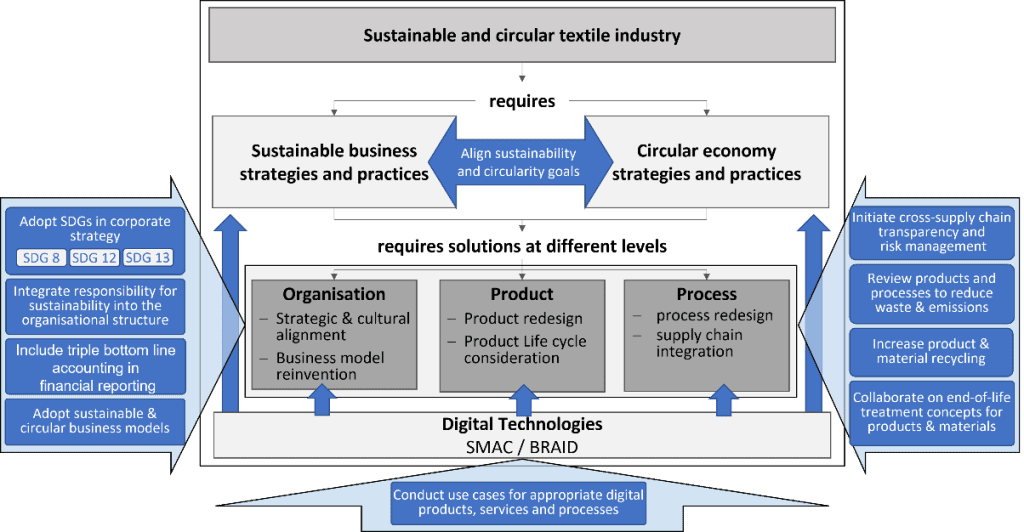 Sustainable and circular textile industry
requires
Sustainable business
strategies and practices
Align sustainability
and circularity goals
Circular economy
strategies and practices
requires solutions at different levels
Adopt SDGs in corporate
strategy
SDG 8 SDG 12 SDG 13
Integrate responsibility for
sustainability into the
organisational structure
Include triple bottom line
accounting in
financial reporting
Adopt sustainable &
circular business models
Organisation
– Strategic & cultural
alignment
– Business model
reinvention
Product
– Product redesign
– Product Life cycle
consideration
Process
– process redesign
– supply chain
integration
Initiate cross-supply chain
transparency and
risk management
Review products and
processes to reduce
waste & emissions
Increase product &
material recycling
Collaborate on end-of-life
treatment concepts for
products & materials
Digital Technologies
SMAC / BRAID
Conduct use cases for appropriate digital
products, services and processes